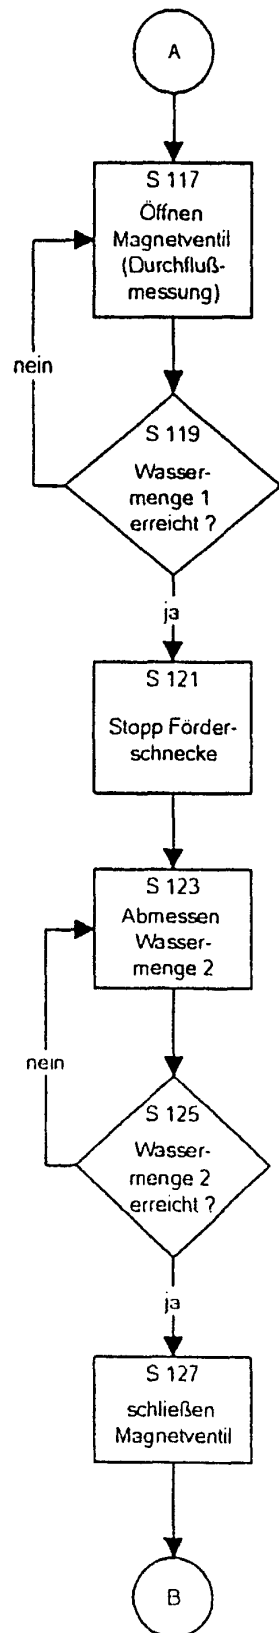 A
S 117
Öffnen
Magnetventil
(Durchfluß-
messung)
nein
S 119
Wasser-
menge 1
erreicht ?
ja
S 121
Stopp Förder-
schnecke
S 123
Abmessen
Wasser-
menge 2
nein
S 125
Wasser-
menge 2
erreicht ?
ja
S 127
schließen
Magnetventil
B